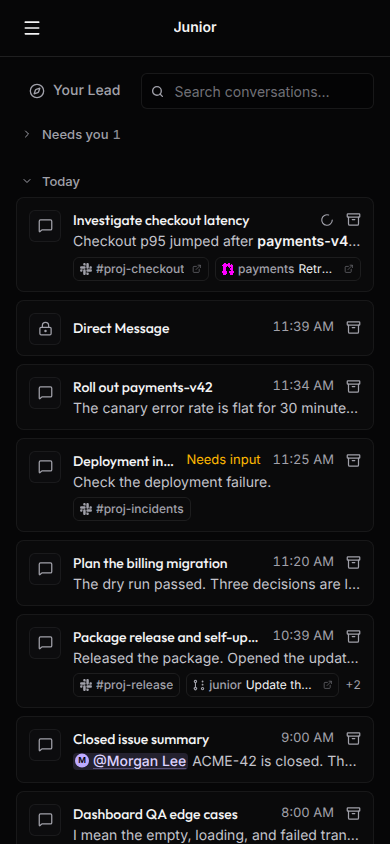 Junior
Your Lead
Search conversations...
Needs you 1
Today
Investigate checkout latency
Checkout p95 jumped after payments-v4...
#proj-checkout payments Retr...
Direct Message 11:39 AM
Roll out payments-v42 11:34 AM
The canary error rate is flat for 30 minute...
Deployment in... Needs input 11:25 AM
Check the deployment failure.
#proj-incidents
Plan the billing migration 11:20 AM
The dry run passed. Three decisions are l...
Package release and self-up... 10:39 AM
Released the package. Opened the updat...
#proj-release junior Update th... +2
Closed issue summary 9:00 AM
M @Morgan Lee ACME-42 is closed. Th...
Dashboard QA edge cases 8:00 AM
I mean the empty, loading, and failed tran...